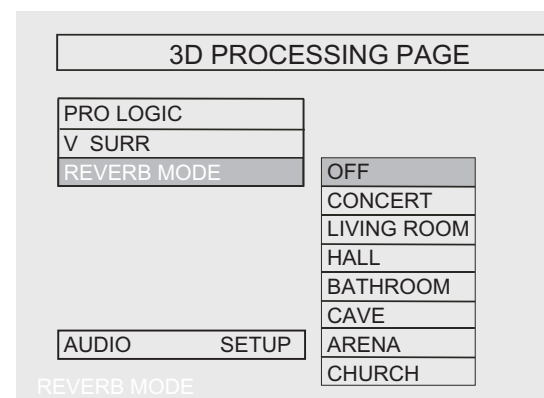 3D PROCESSING PAGE
PRO LOGIC
V SURR
REVERB MODE
OFF
CONCERT
LIVING ROOM
HALL
BATHROOM
CAVE
ARENA
CHURCH
AUDIO SETUP
REVERB MODE